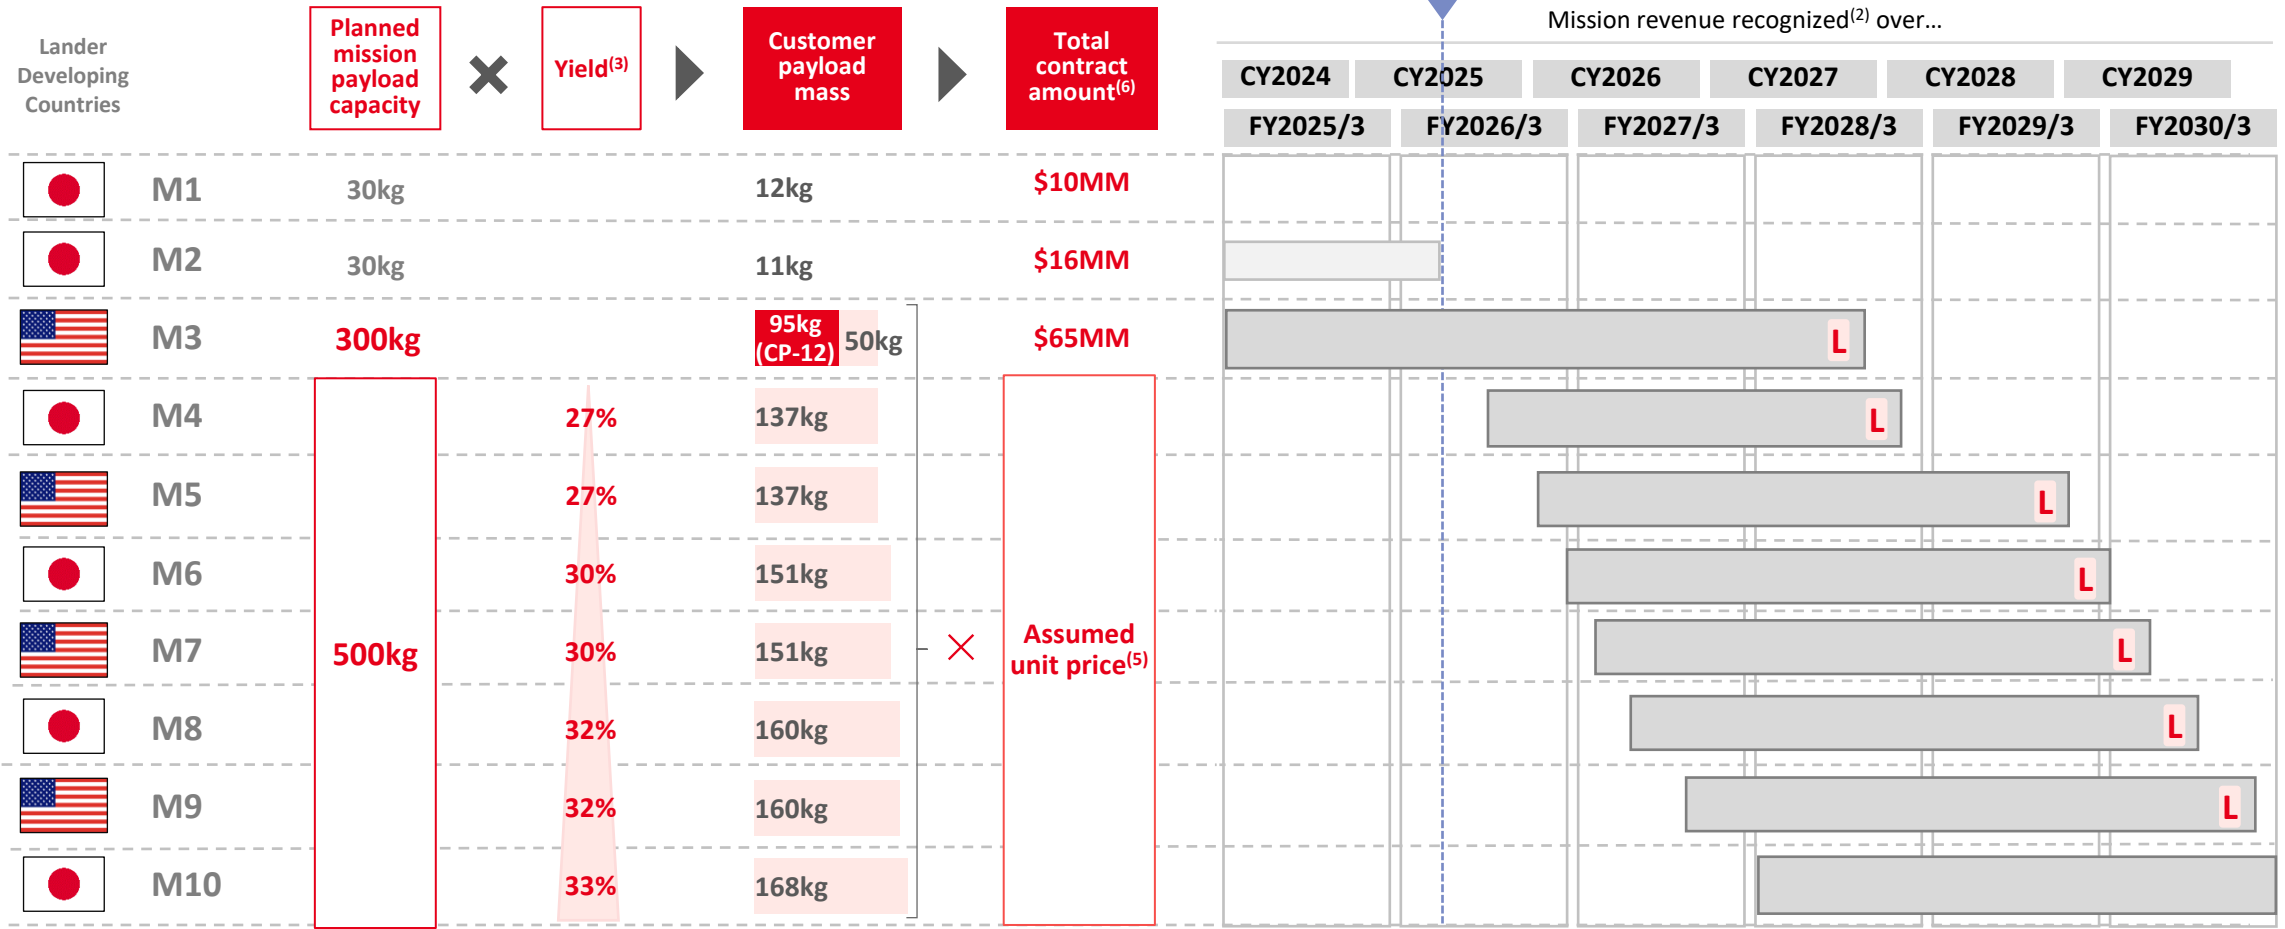 Mission revenue recognized(2) over...
Lander
Developing
Countries
Planned
mission
payload
capacity
Yield(3)
Customer
payload
mass
Total
contract
amount(6)
CY2024
CY2025
CY2026
CY2027
CY2028
CY2029
FY2025/3
FY2026/3
FY2027/3
FY2028/3
FY2029/3
FY2030/3
M1
30kg
12kg
$10MM
M2
30kg
11kg
$16MM
M3
300kg
95kg
(CP-12)
50kg
$65MM
L
M4
27%
137kg
L
M5
27%
137kg
L
M6
30%
151kg
L
M7
500kg
30%
151kg
Assumed
unit price(5)
L
M8
32%
160kg
L
M9
32%
160kg
L
M10
33%
168kg